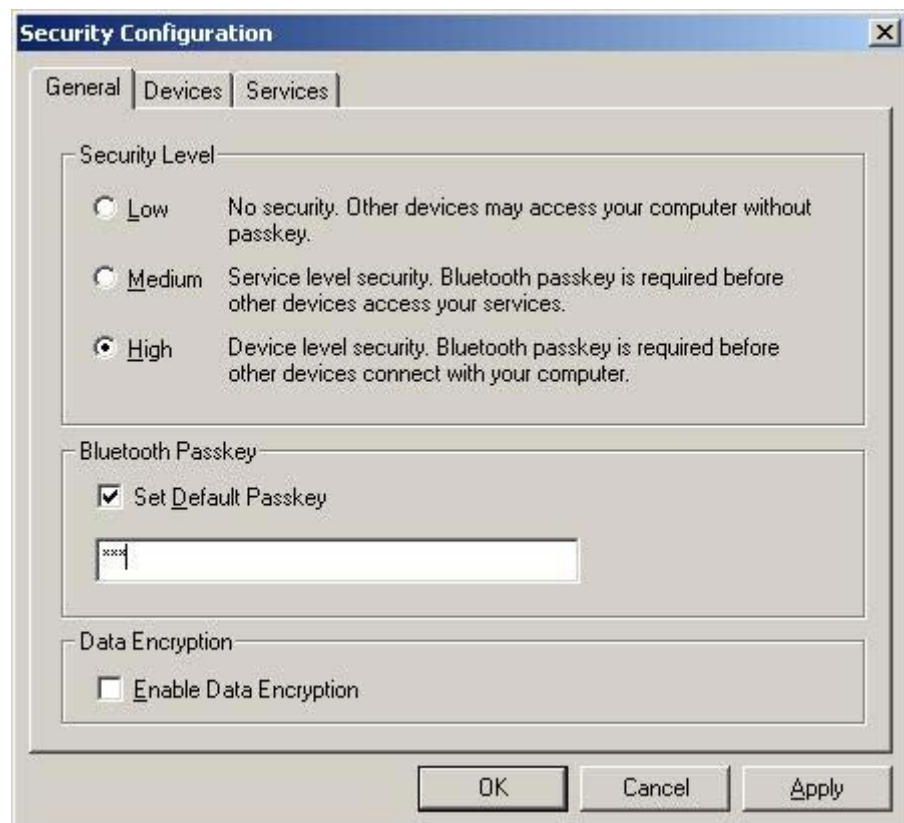 Security Configuration
General Devices Services
Security Level
Low No security. Other devices may access your computer without
passkey.
Medium Service level security. Bluetooth passkey is required before
other devices access your services.
High Device level security. Bluetooth passkey is required before
other devices connect with your computer.
Bluetooth Passkey
Set Default Passkey
***
Data Encryption
Enable Data Encryption
OK Cancel Apply